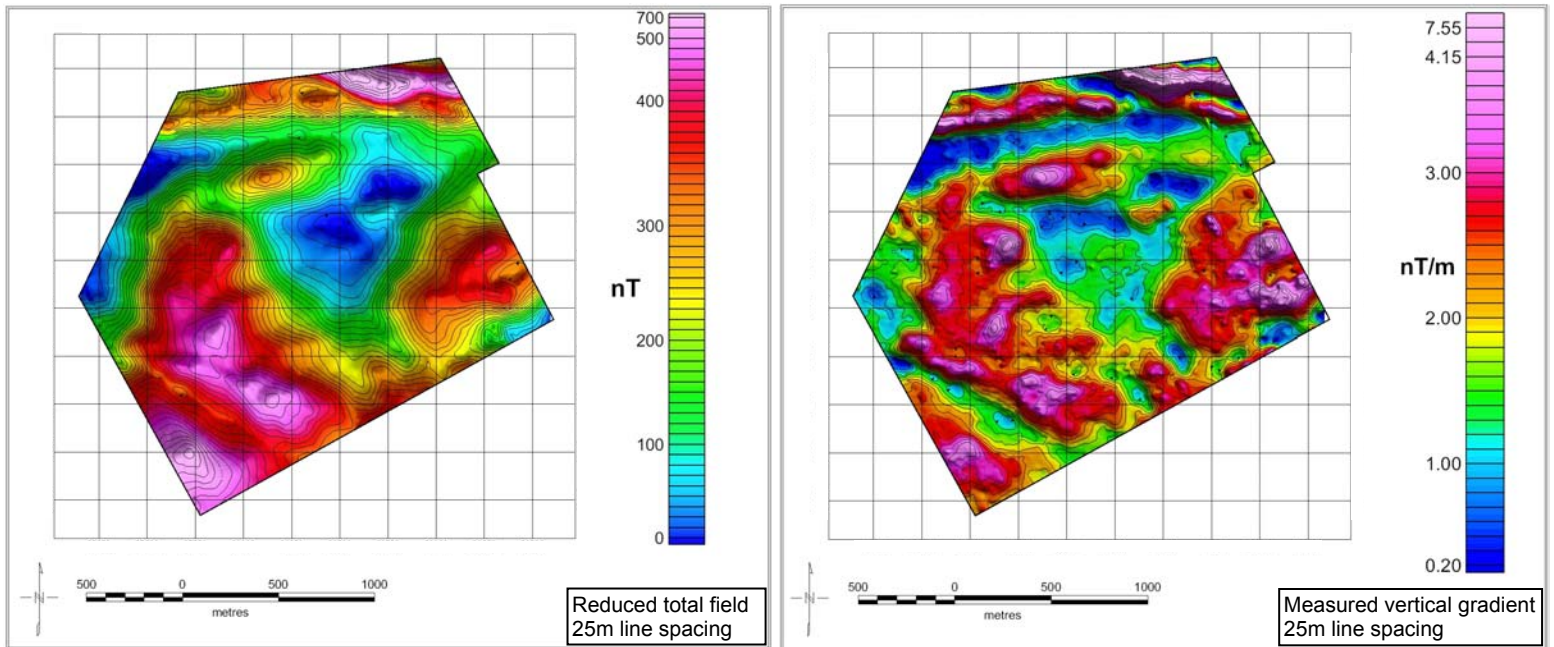 700
500
400
300
nT
200
100
0
500 0 500 1000
metres
N
Reduced total field
25m line spacing
7.55
4.15
3.00
nT/m
2.00
1.00
0.20
500 0 500 1000
metres
N
Measured vertical gradient
25m line spacing